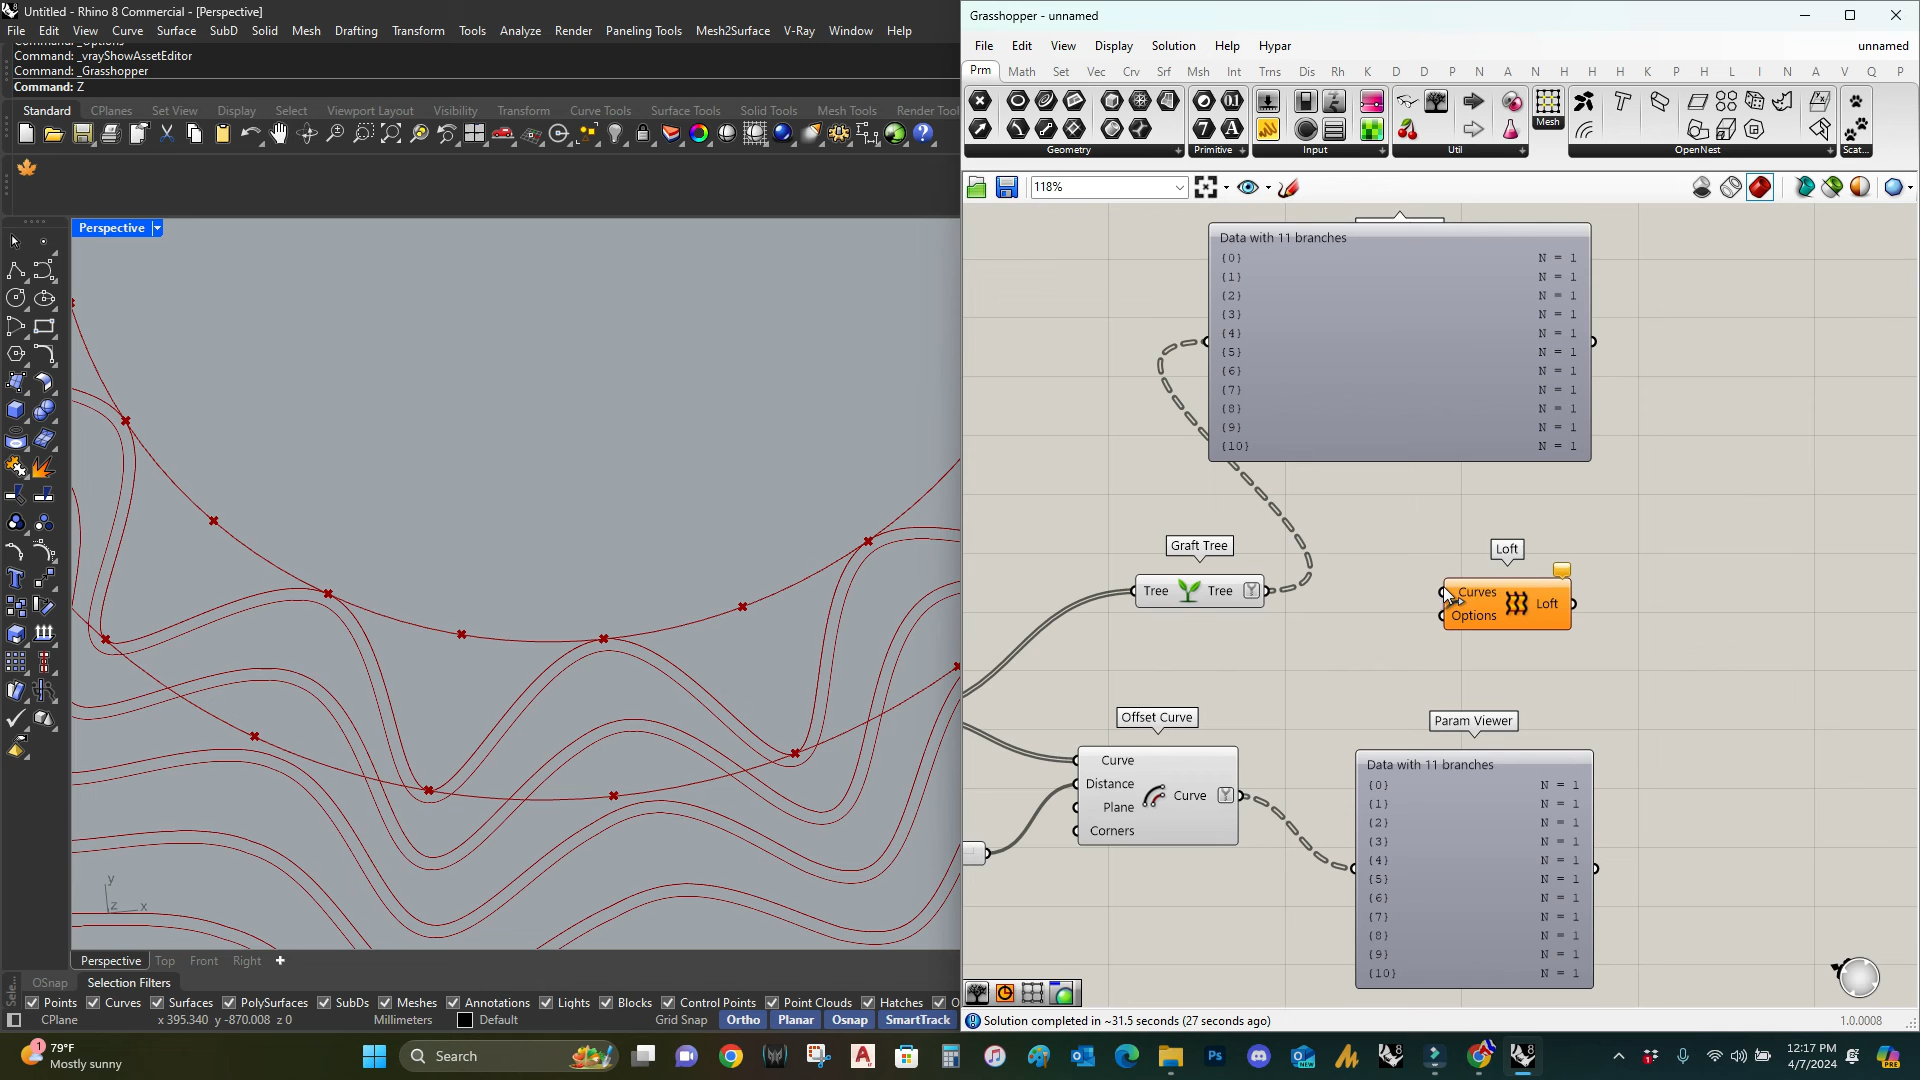 Untitled - Rhino 8 Commercial - [Perspective]
File Edit View Curve Surface SubD Solid Mesh Drafting Transform Tools Analyze Render Paneling Tools Mesh2Surface V-Ray Window Help
Command: _Options
Command: _vrayShowAssetEditor
Command: _Grasshopper
Command: Z
Standard CPlanes Set View Display Select Viewport Layout Visibility Transform Curve Tools Surface Tools Solid Tools Mesh Tools Render Tool
Perspective
y
z x
Perspective Top Front Right
OSnap Selection Filters
Points Curves Surfaces PolySurfaces SubDs Meshes Annotations Lights Blocks Control Points Point Clouds Hatches O
CPlane x 395.340 y -870.008 z 0 Millimeters Default Grid Snap Ortho Planar Osnap SmartTrack
Grasshopper - unnamed
File Edit View Display Solution Help Hypar unnamed
Prm Math Set Vec Crv Srf Msh Int Trns Dis Rh K D D P N A N H H H K P H L I N A V Q P
Mesh
Geometry Primitive Input Util OpenNest Scat...
118%
Data with 11 branches
{0} N = 1
{1} N = 1
{2} N = 1
{3} N = 1
{4} N = 1
{5} N = 1
{6} N = 1
{7} N = 1
{8} N = 1
{9} N = 1
{10} N = 1
Graft Tree
Tree Tree
Loft
Curves
Options
Loft
Offset Curve
Curve
Distance
Plane
Corners
Curve
Param Viewer
Data with 11 branches
{0} N = 1
{1} N = 1
{2} N = 1
{3} N = 1
{4} N = 1
{5} N = 1
{6} N = 1
{7} N = 1
{8} N = 1
{9} N = 1
{10} N = 1
Solution completed in ~31.5 seconds (27 seconds ago) 1.0.0008
79°F
Mostly sunny
Search
12:17 PM
4/7/2024